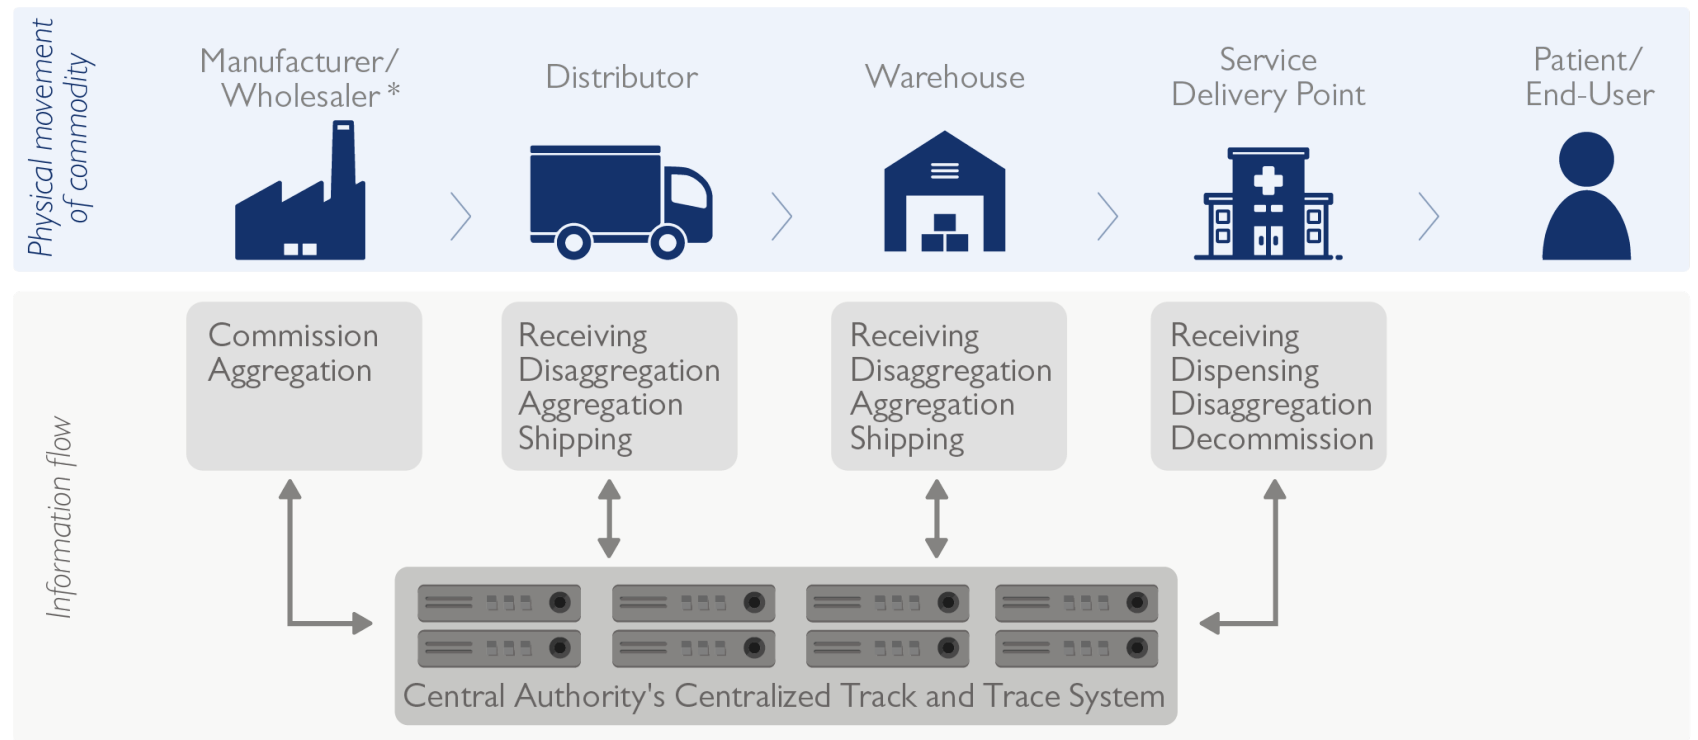 Physical movement
of commodity
Manufacturer/
Wholesaler *
Distributor
Warehouse
Service
Delivery Point
Patient/
End-User
Information flow
Commission
Aggregation
Receiving
Disaggregation
Aggregation
Shipping
Receiving
Disaggregation
Aggregation
Shipping
Receiving
Dispensing
Disaggregation
Decommission
Central Authority's Centralized Track and Trace System